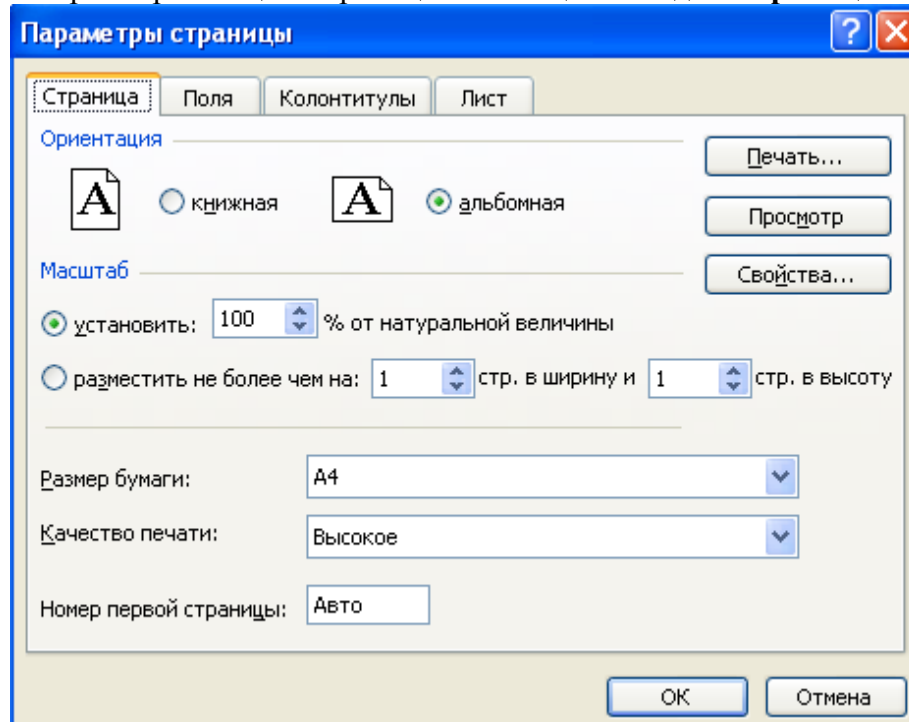 Параметры страницы
Страница Поля Колонтитулы Лист
Ориентация
Печать...
A книжная A альбомная
Просмотр
Масштаб
Свойства...
установить: 100 % от натуральной величины
разместить не более чем на: 1 стр. в ширину и 1 стр. в высоту
Размер бумаги: A4
Качество печати: Высокое
Номер первой страницы: Авто
ОК Отмена